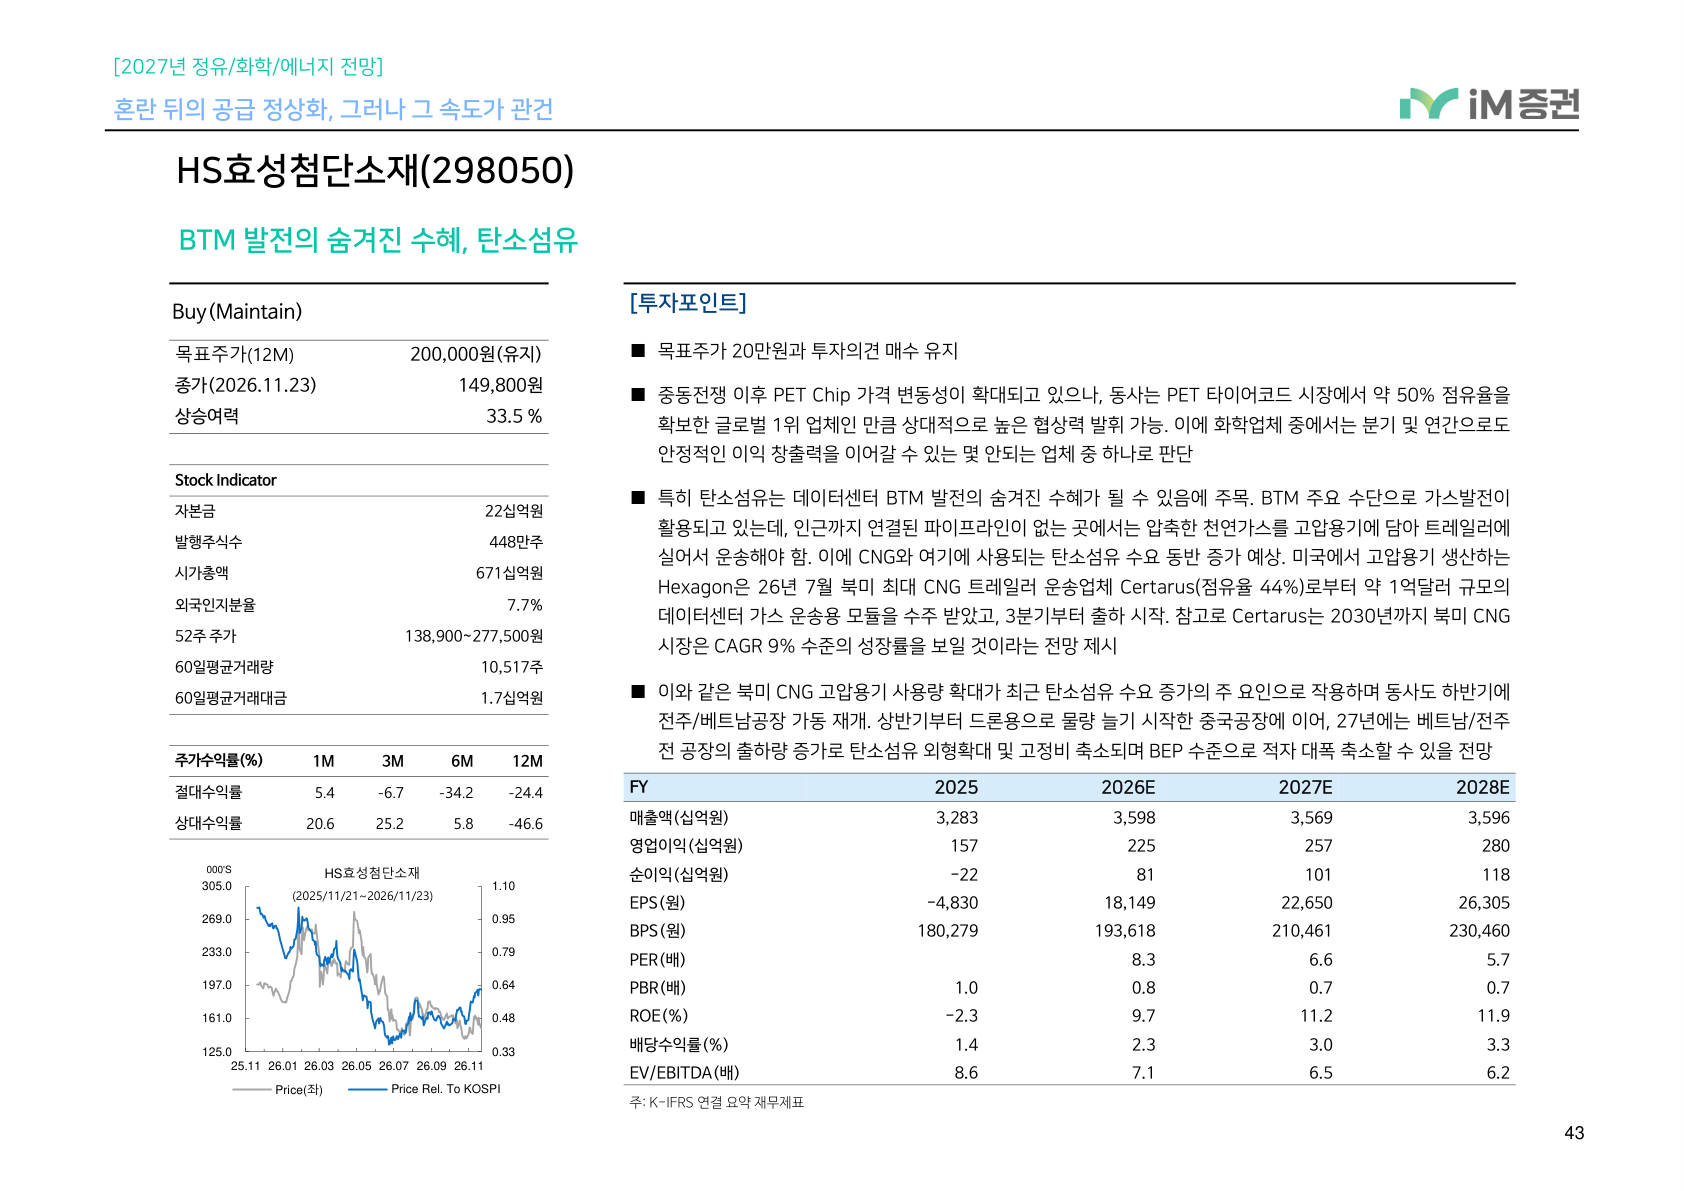 [2027년 정유/화학/에너지 전망]
혼란 뒤의 공급 정상화, 그러나 그 속도가 관건
iM증권
HS효성첨단소재(298050)
BTM 발전의 숨겨진 수혜, 탄소섬유
Buy(Maintain)
목표주가(12M) 200,000원(유지)
종가(2026.11.23) 149,800원
상승여력 33.5 %
Stock Indicator
자본금 22십억원
발행주식수 448만주
시가총액 671십억원
외국인지분율 7.7%
52주 주가 138,900~277,500원
60일평균거래량 10,517주
60일평균거래대금 1.7십억원
주가수익률(%) 1M 3M 6M 12M
절대수익률 5.4 -6.7 -34.2 -24.4
상대수익률 20.6 25.2 5.8 -46.6
000'S HS효성첨단소재
(2025/11/21~2026/11/23)
305.0 1.10
269.0 0.95
233.0 0.79
197.0 0.64
161.0 0.48
125.0 0.33
25.11 26.01 26.03 26.05 26.07 26.09 26.11
Price(좌) Price Rel. To KOSPI
[투자포인트]
■ 목표주가 20만원과 투자의견 매수 유지
■ 중동전쟁 이후 PET Chip 가격 변동성이 확대되고 있으나, 동사는 PET 타이어코드 시장에서 약 50% 점유율을
확보한 글로벌 1위 업체인 만큼 상대적으로 높은 협상력 발휘 가능. 이에 화학업체 중에서는 분기 및 연간으로도
안정적인 이익 창출력을 이어갈 수 있는 몇 안되는 업체 중 하나로 판단
■ 특히 탄소섬유는 데이터센터 BTM 발전의 숨겨진 수혜가 될 수 있음에 주목. BTM 주요 수단으로 가스발전이
활용되고 있는데, 인근까지 연결된 파이프라인이 없는 곳에서는 압축한 천연가스를 고압용기에 담아 트레일러에
실어서 운송해야 함. 이에 CNG와 여기에 사용되는 탄소섬유 수요 동반 증가 예상. 미국에서 고압용기 생산하는
Hexagon은 26년 7월 북미 최대 CNG 트레일러 운송업체 Certarus(점유율 44%)로부터 약 1억달러 규모의
데이터센터 가스 운송용 모듈을 수주 받았고, 3분기부터 출하 시작. 참고로 Certarus는 2030년까지 북미 CNG
시장은 CAGR 9% 수준의 성장률을 보일 것이라는 전망 제시
■ 이와 같은 북미 CNG 고압용기 사용량 확대가 최근 탄소섬유 수요 증가의 주 요인으로 작용하며 동사도 하반기에
전주/베트남공장 가동 재개. 상반기부터 드론용으로 물량 늘기 시작한 중국공장에 이어, 27년에는 베트남/전주
전 공장의 출하량 증가로 탄소섬유 외형확대 및 고정비 축소되며 BEP 수준으로 적자 대폭 축소할 수 있을 전망
FY 2025 2026E 2027E 2028E
매출액(십억원) 3,283 3,598 3,569 3,596
영업이익(십억원) 157 225 257 280
순이익(십억원) -22 81 101 118
EPS(원) -4,830 18,149 22,650 26,305
BPS(원) 180,279 193,618 210,461 230,460
PER(배) 8.3 6.6 5.7
PBR(배) 1.0 0.8 0.7 0.7
ROE(%) -2.3 9.7 11.2 11.9
배당수익률(%) 1.4 2.3 3.0 3.3
EV/EBITDA(배) 8.6 7.1 6.5 6.2
주: K-IFRS 연결 요약 재무제표
43